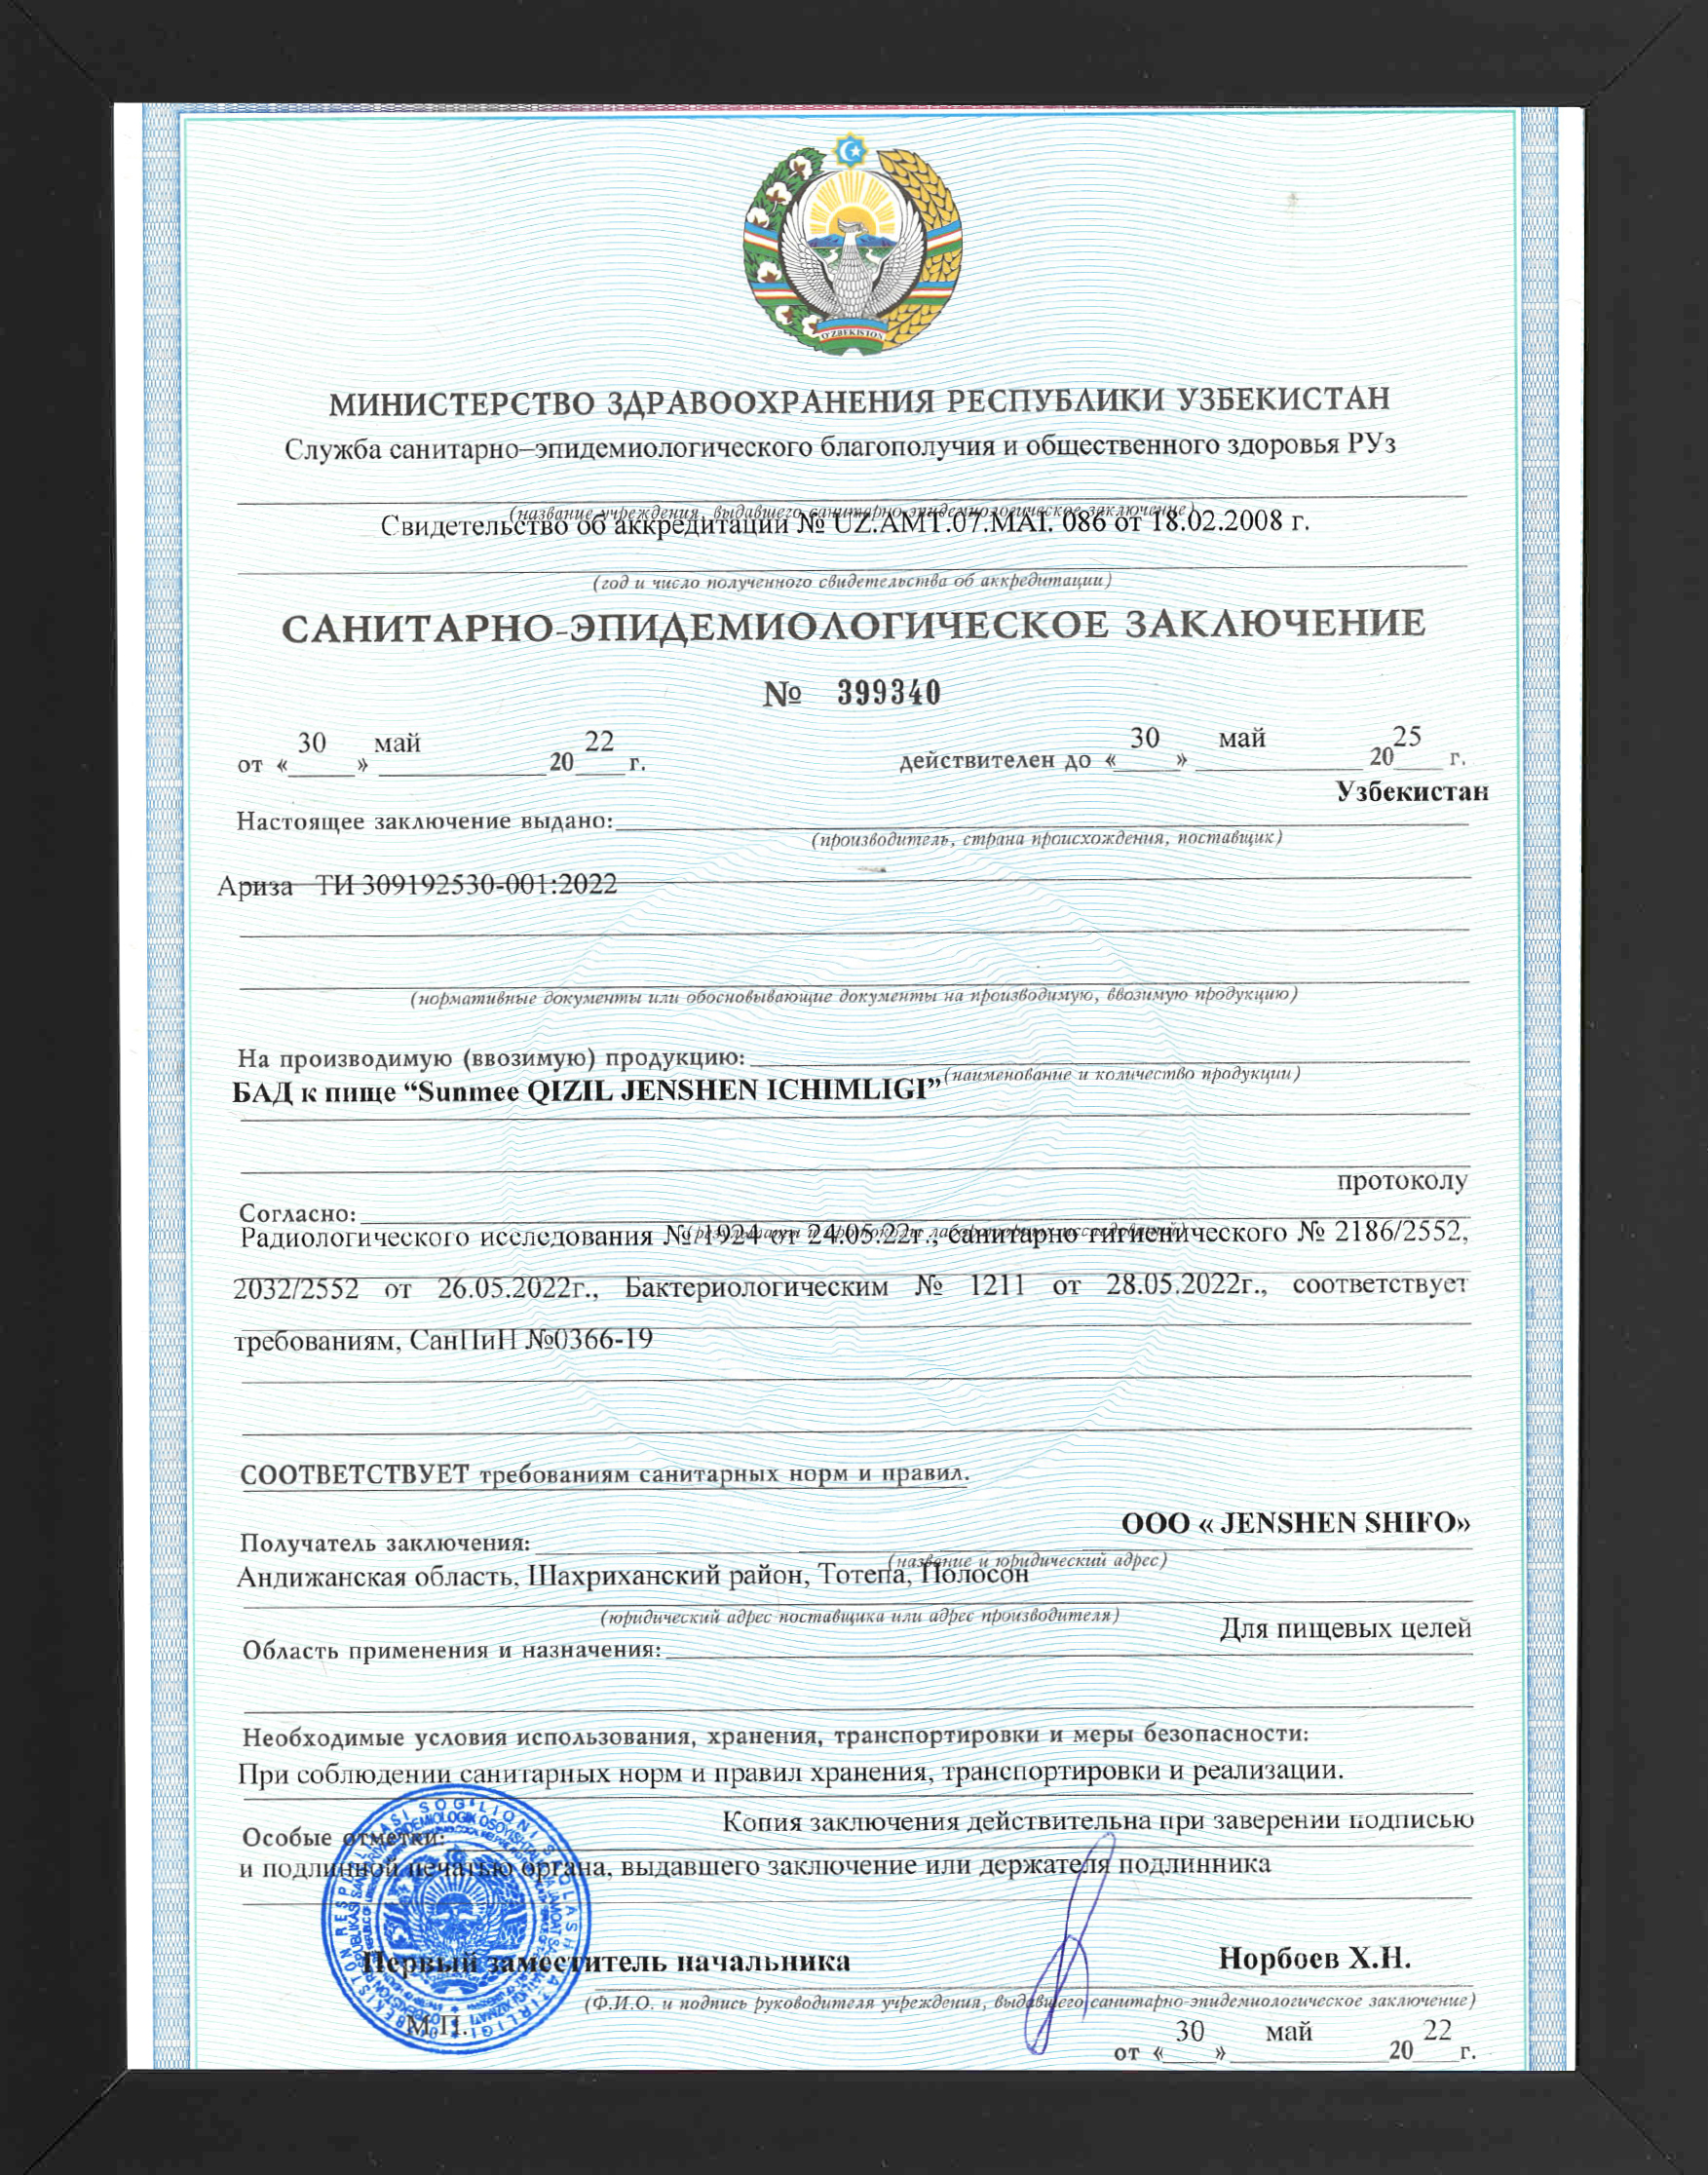 O'ZBEKISTON
МИНИСТЕРСТВО ЗДРАВООХРАНЕНИЯ РЕСПУБЛИКИ УЗБЕКИСТАН
Служба санитарно–эпидемиологического благополучия и общественного здоровья РУз
(название учреждения, выдавшего санитарно-эпидемиологическое заключение)
Свидетельство об аккредитации № UZ.AMT.07.MAI. 086 от 18.02.2008 г.
(год и число полученного свидетельства об аккредитации)
САНИТАРНО-ЭПИДЕМИОЛОГИЧЕСКОЕ ЗАКЛЮЧЕНИЕ
№ 399340
от «30» май 2022 г. действителен до «30» май 2025 г.
Узбекистан
Настоящее заключение выдано:
(производитель, страна происхождения, поставщик)
Ариза ТИ 309192530-001:2022
(нормативные документы или обосновывающие документы на производимую, ввозимую продукцию)
На производимую (ввозимую) продукцию:
(наименование и количество продукции)
БАД к пище “Sunmee QIZIL JENSHEN ICHIMLIGI”
протоколу
Согласно:
Радиологического исследования № 1924 от 24.05.22г., санитарно гигиенического № 2186/2552,
2032/2552 от 26.05.2022г., Бактериологическим № 1211 от 28.05.2022г., соответствует
требованиям, СанПиН №0366-19
СООТВЕТСТВУЕТ требованиям санитарных норм и правил.
ООО « JENSHEN SHIFO»
Получатель заключения:
(название и юридический адрес)
Андижанская область, Шахриханский район, Тотепа, Полосон
(юридический адрес поставщика или адрес производителя)
Для пищевых целей
Область применения и назначения:
Необходимые условия использования, хранения, транспортировки и меры безопасности:
При соблюдении санитарных норм и правил хранения, транспортировки и реализации.
Копия заключения действительна при заверении подписью
Особые отметки:
и подлинной печатью органа, выдавшего заключение или держателя подлинника
Первый заместитель начальника Норбоев Х.Н.
(Ф.И.О. и подпись руководителя учреждения, выдавшего санитарно-эпидемиологическое заключение)
М.П.
от «30» май 2022 г.